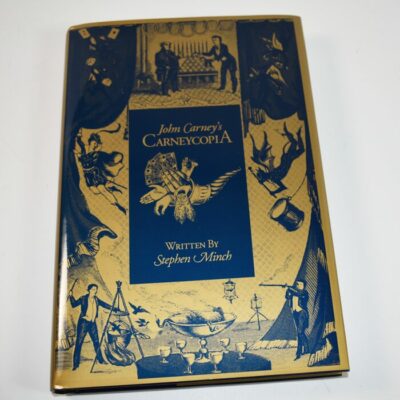 John Carney's
CARNEYCOPIA
WRITTEN BY
Stephen Minch